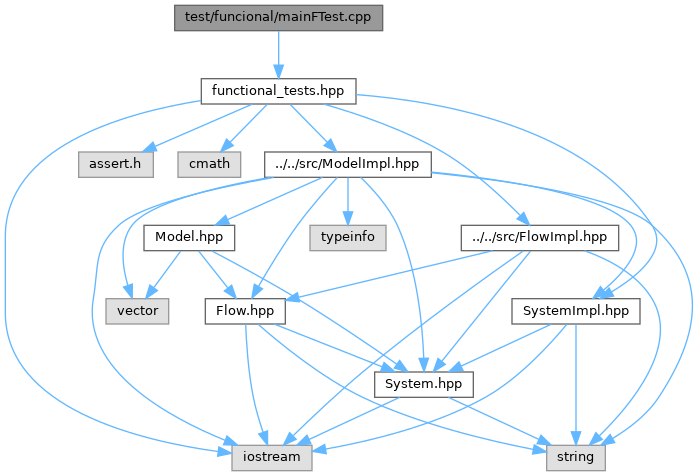 test/funcional/mainFTest.cpp
functional_tests.hpp
assert.h
cmath
../../src/ModelImpl.hpp
Model.hpp
typeinfo
../../src/FlowImpl.hpp
vector
Flow.hpp
SystemImpl.hpp
System.hpp
iostream
string